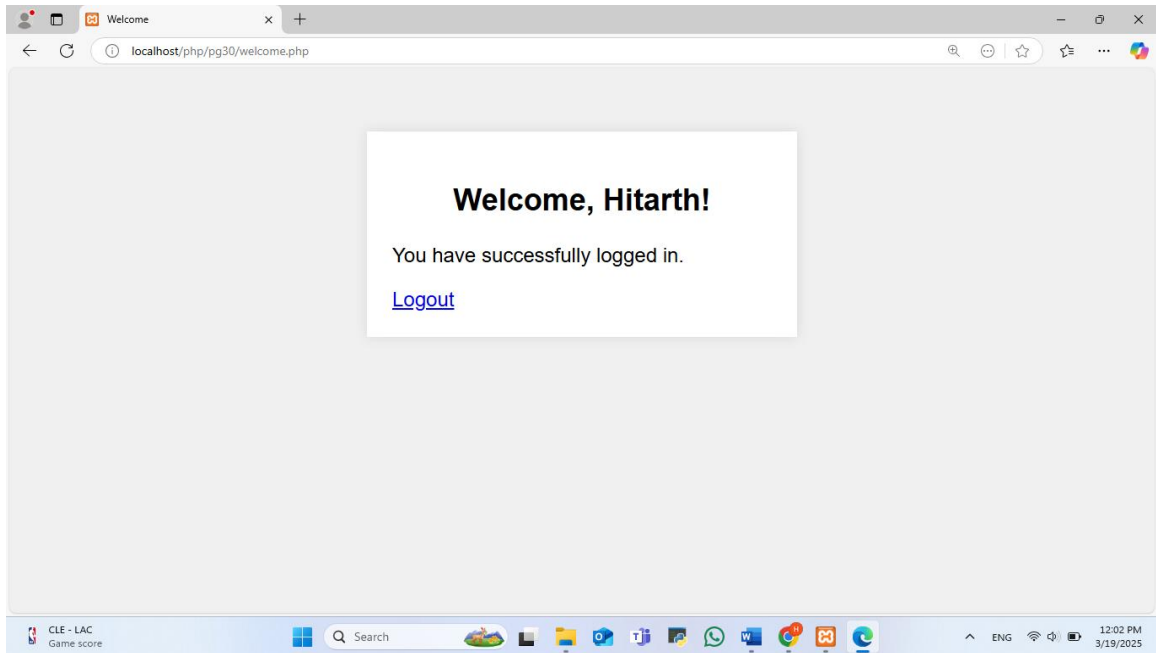 Welcome
localhost/php/pg30/welcome.php
Welcome, Hitarth!
You have successfully logged in.
Logout
CLE - LAC
Game score
Search
ENG
12:02 PM
3/19/2025